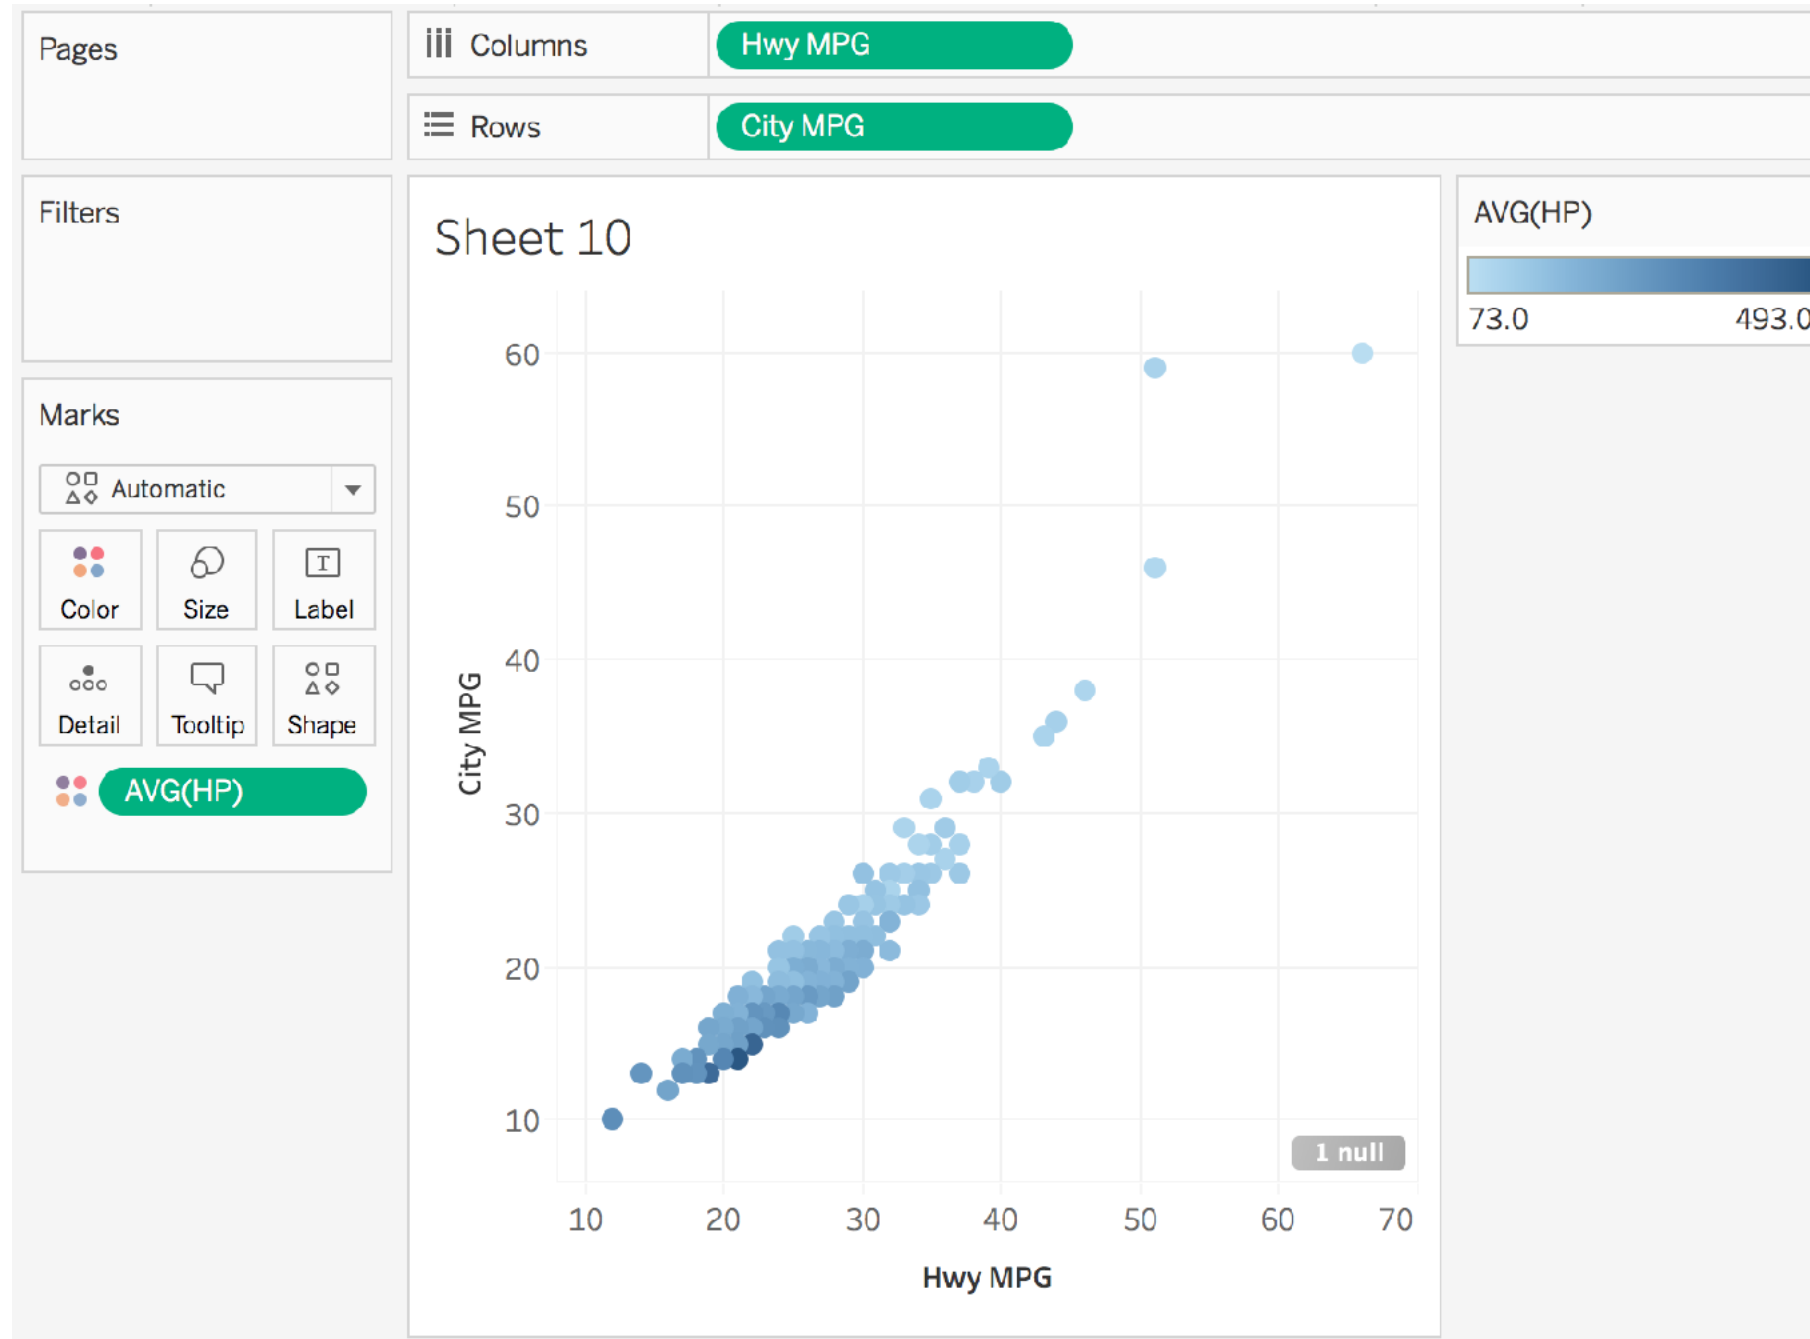 Pages
Columns
Hwy MPG
Rows
City MPG
Filters
Sheet 10
AVG(HP)
73.0
493.0
Marks
Automatic
Color
Size
Label
T
Detail
Tooltip
Shape
AVG(HP)
60
50
40
30
20
10
City MPG
1 null
10
20
30
40
50
60
70
Hwy MPG